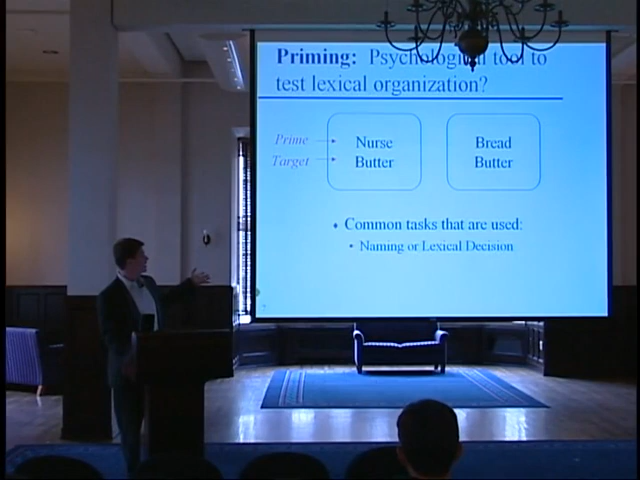 Priming: Psychological tool to
test lexical organization?
Prime
Target
Nurse
Butter
Bread
Butter
Common tasks that are used:
Naming or Lexical Decision